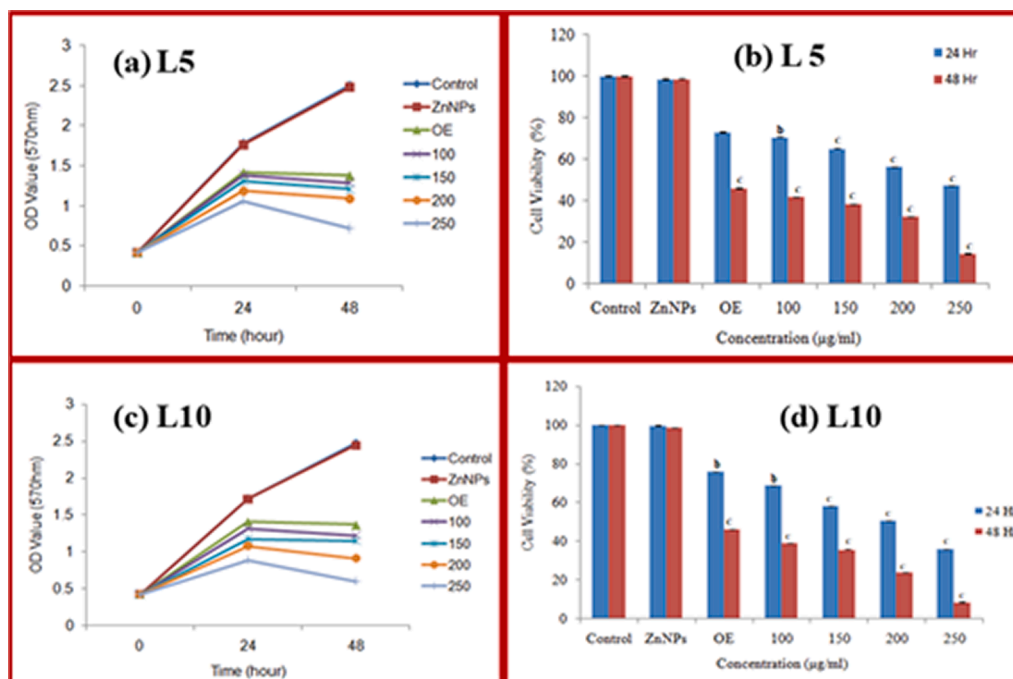 (a) L5
OD Value (570nm)
3
2.5
2
1.5
1
0.5
0
0 24 48
Time (hour)
Control
ZnNPs
OE
100
150
200
250
(b) L 5
Cell Viability (%)
120
100
80
60
40
20
0
24 Hr
48 Hr
b c c c
c c c c c
Control ZnNPs OE 100 150 200 250
Concentration (µg/ml)
(c) L10
OD Value (570nm)
3
2.5
2
1.5
1
0.5
0
0 24 48
Time (hour)
Control
ZnNPs
OE
100
150
200
250
(d) L10
Cell Viability (%)
120
100
80
60
40
20
0
24 H
48 H
b b c c c
c c c c c
Control ZnNPs OE 100 150 200 250
Concentration (µg/ml)